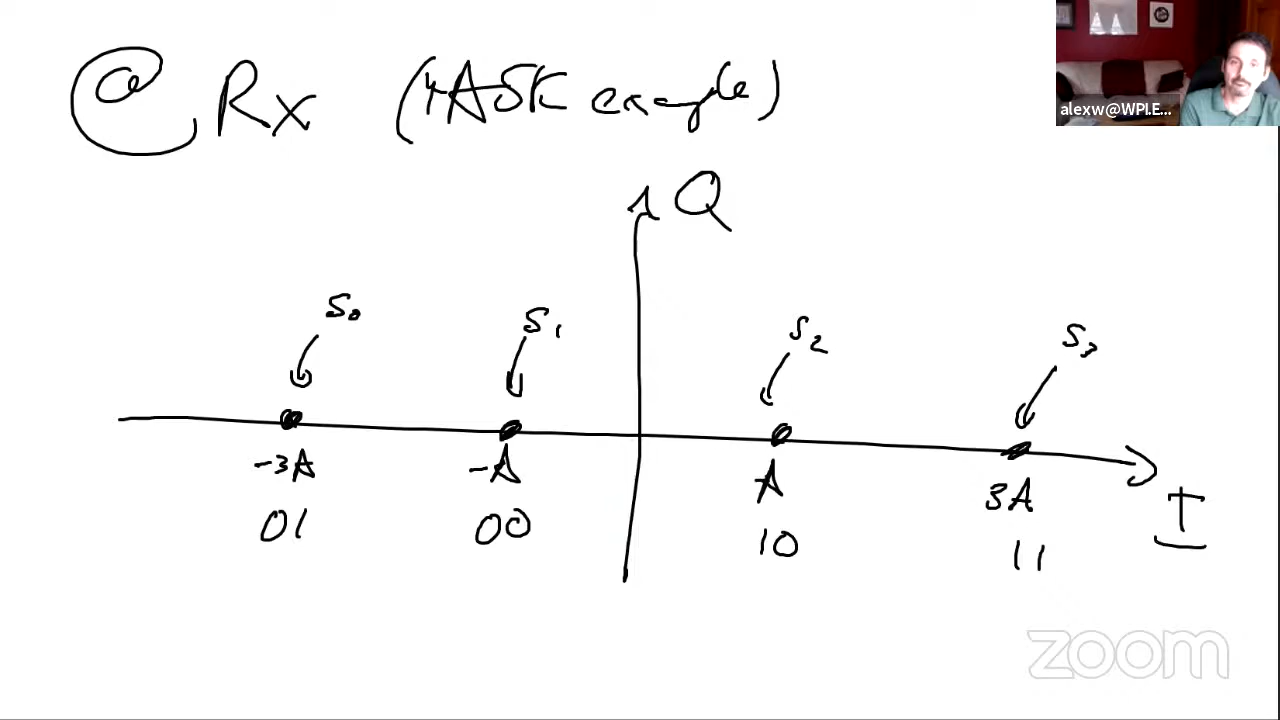 @ Rx (4ASK example)
alexw@WPI.E...
Q
S0 S1 S2 S3
-3A -A A 3A
01 00 10 11
I
zoom